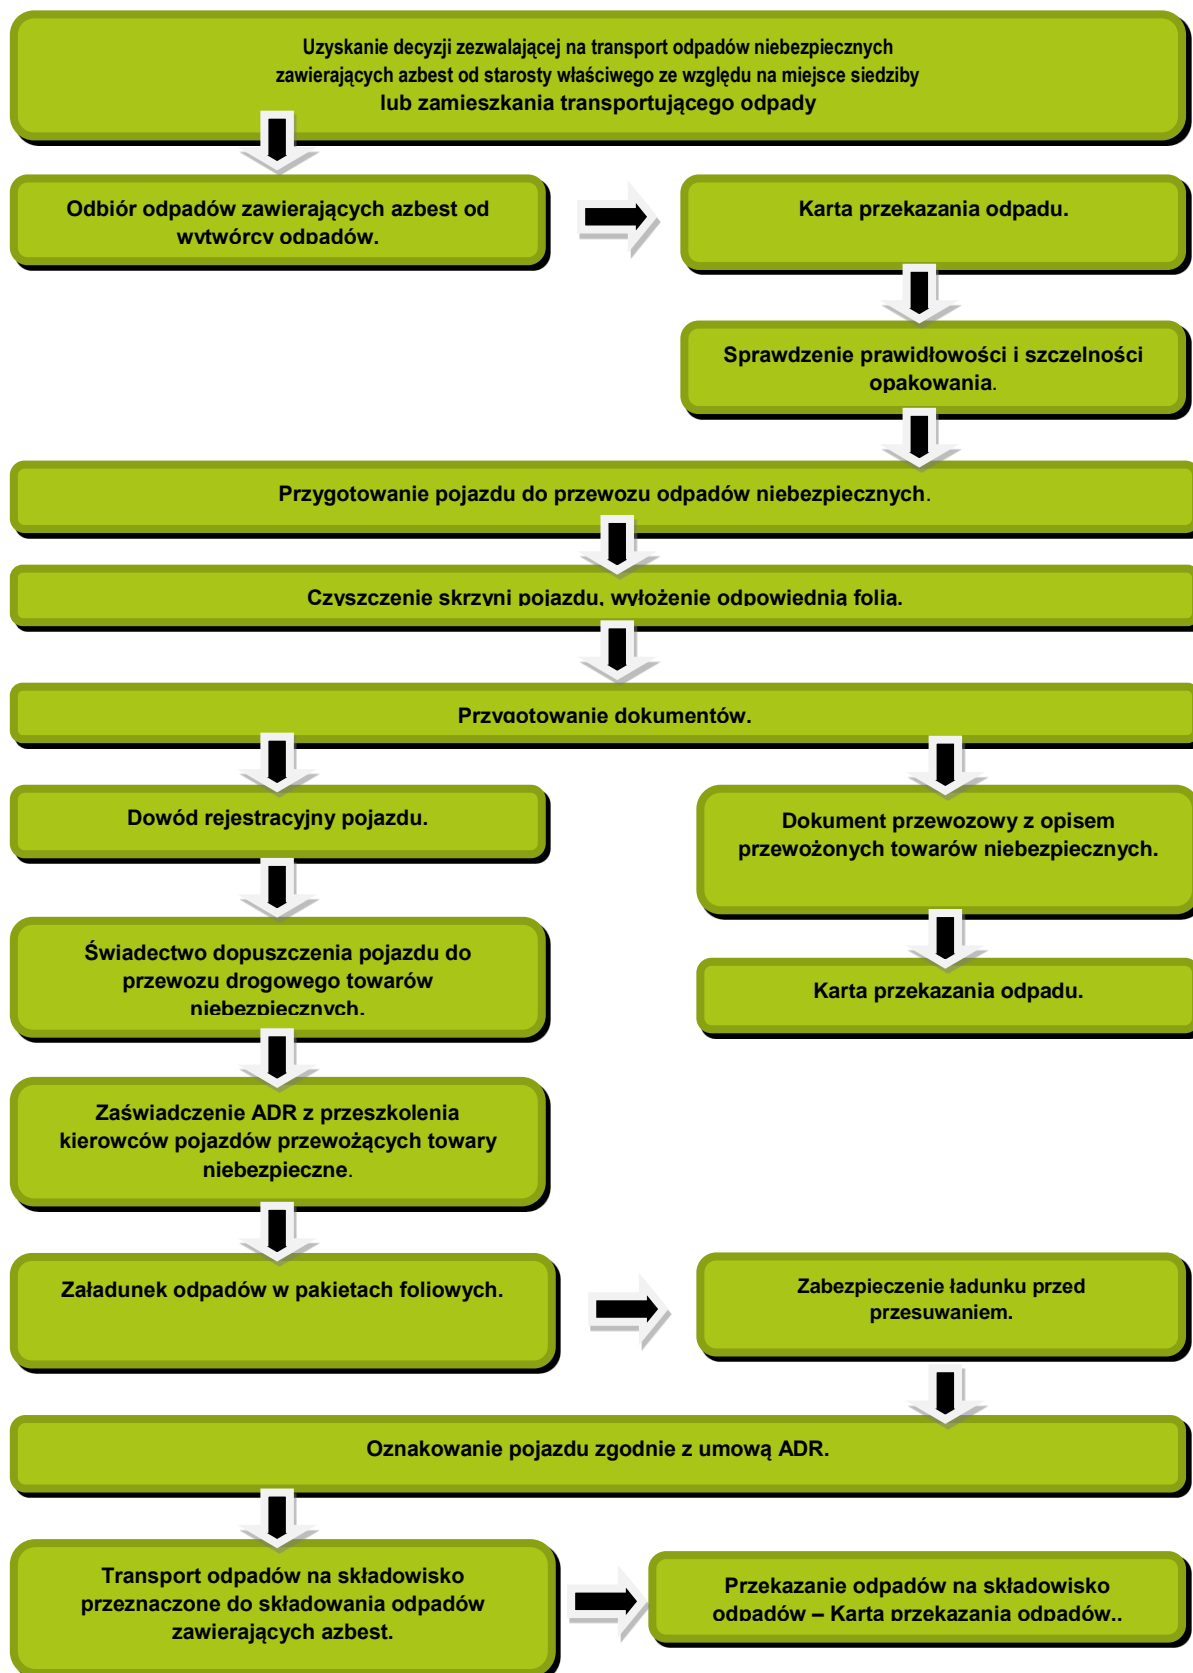 Uzyskanie decyzji zezwalającej na transport odpadów niebezpiecznych
zawierających azbest od starosty właściwego ze względu na miejsce siedziby
lub zamieszkania transportującego odpady
Odbiór odpadów zawierających azbest od
wytwórcy odpadów.
Karta przekazania odpadu.
Sprawdzenie prawidłowości i szczelności
opakowania.
Przygotowanie pojazdu do przewozu odpadów niebezpiecznych.
Czyszczenie skrzyni pojazdu, wyłożenie odpowiednią folią.
Przygotowanie dokumentów.
Dowód rejestracyjny pojazdu.
Dokument przewozowy z opisem
przewożonych towarów niebezpiecznych.
Świadectwo dopuszczenia pojazdu do
przewozu drogowego towarów
niebezpiecznych.
Karta przekazania odpadu.
Zaświadczenie ADR z przeszkolenia
kierowców pojazdów przewożących towary
niebezpieczne.
Załadunek odpadów w pakietach foliowych.
Zabezpieczenie ładunku przed
przesuwaniem.
Oznakowanie pojazdu zgodnie z umową ADR.
Transport odpadów na składowisko
przeznaczone do składowania odpadów
zawierających azbest.
Przekazanie odpadów na składowisko
odpadów – Karta przekazania odpadów..